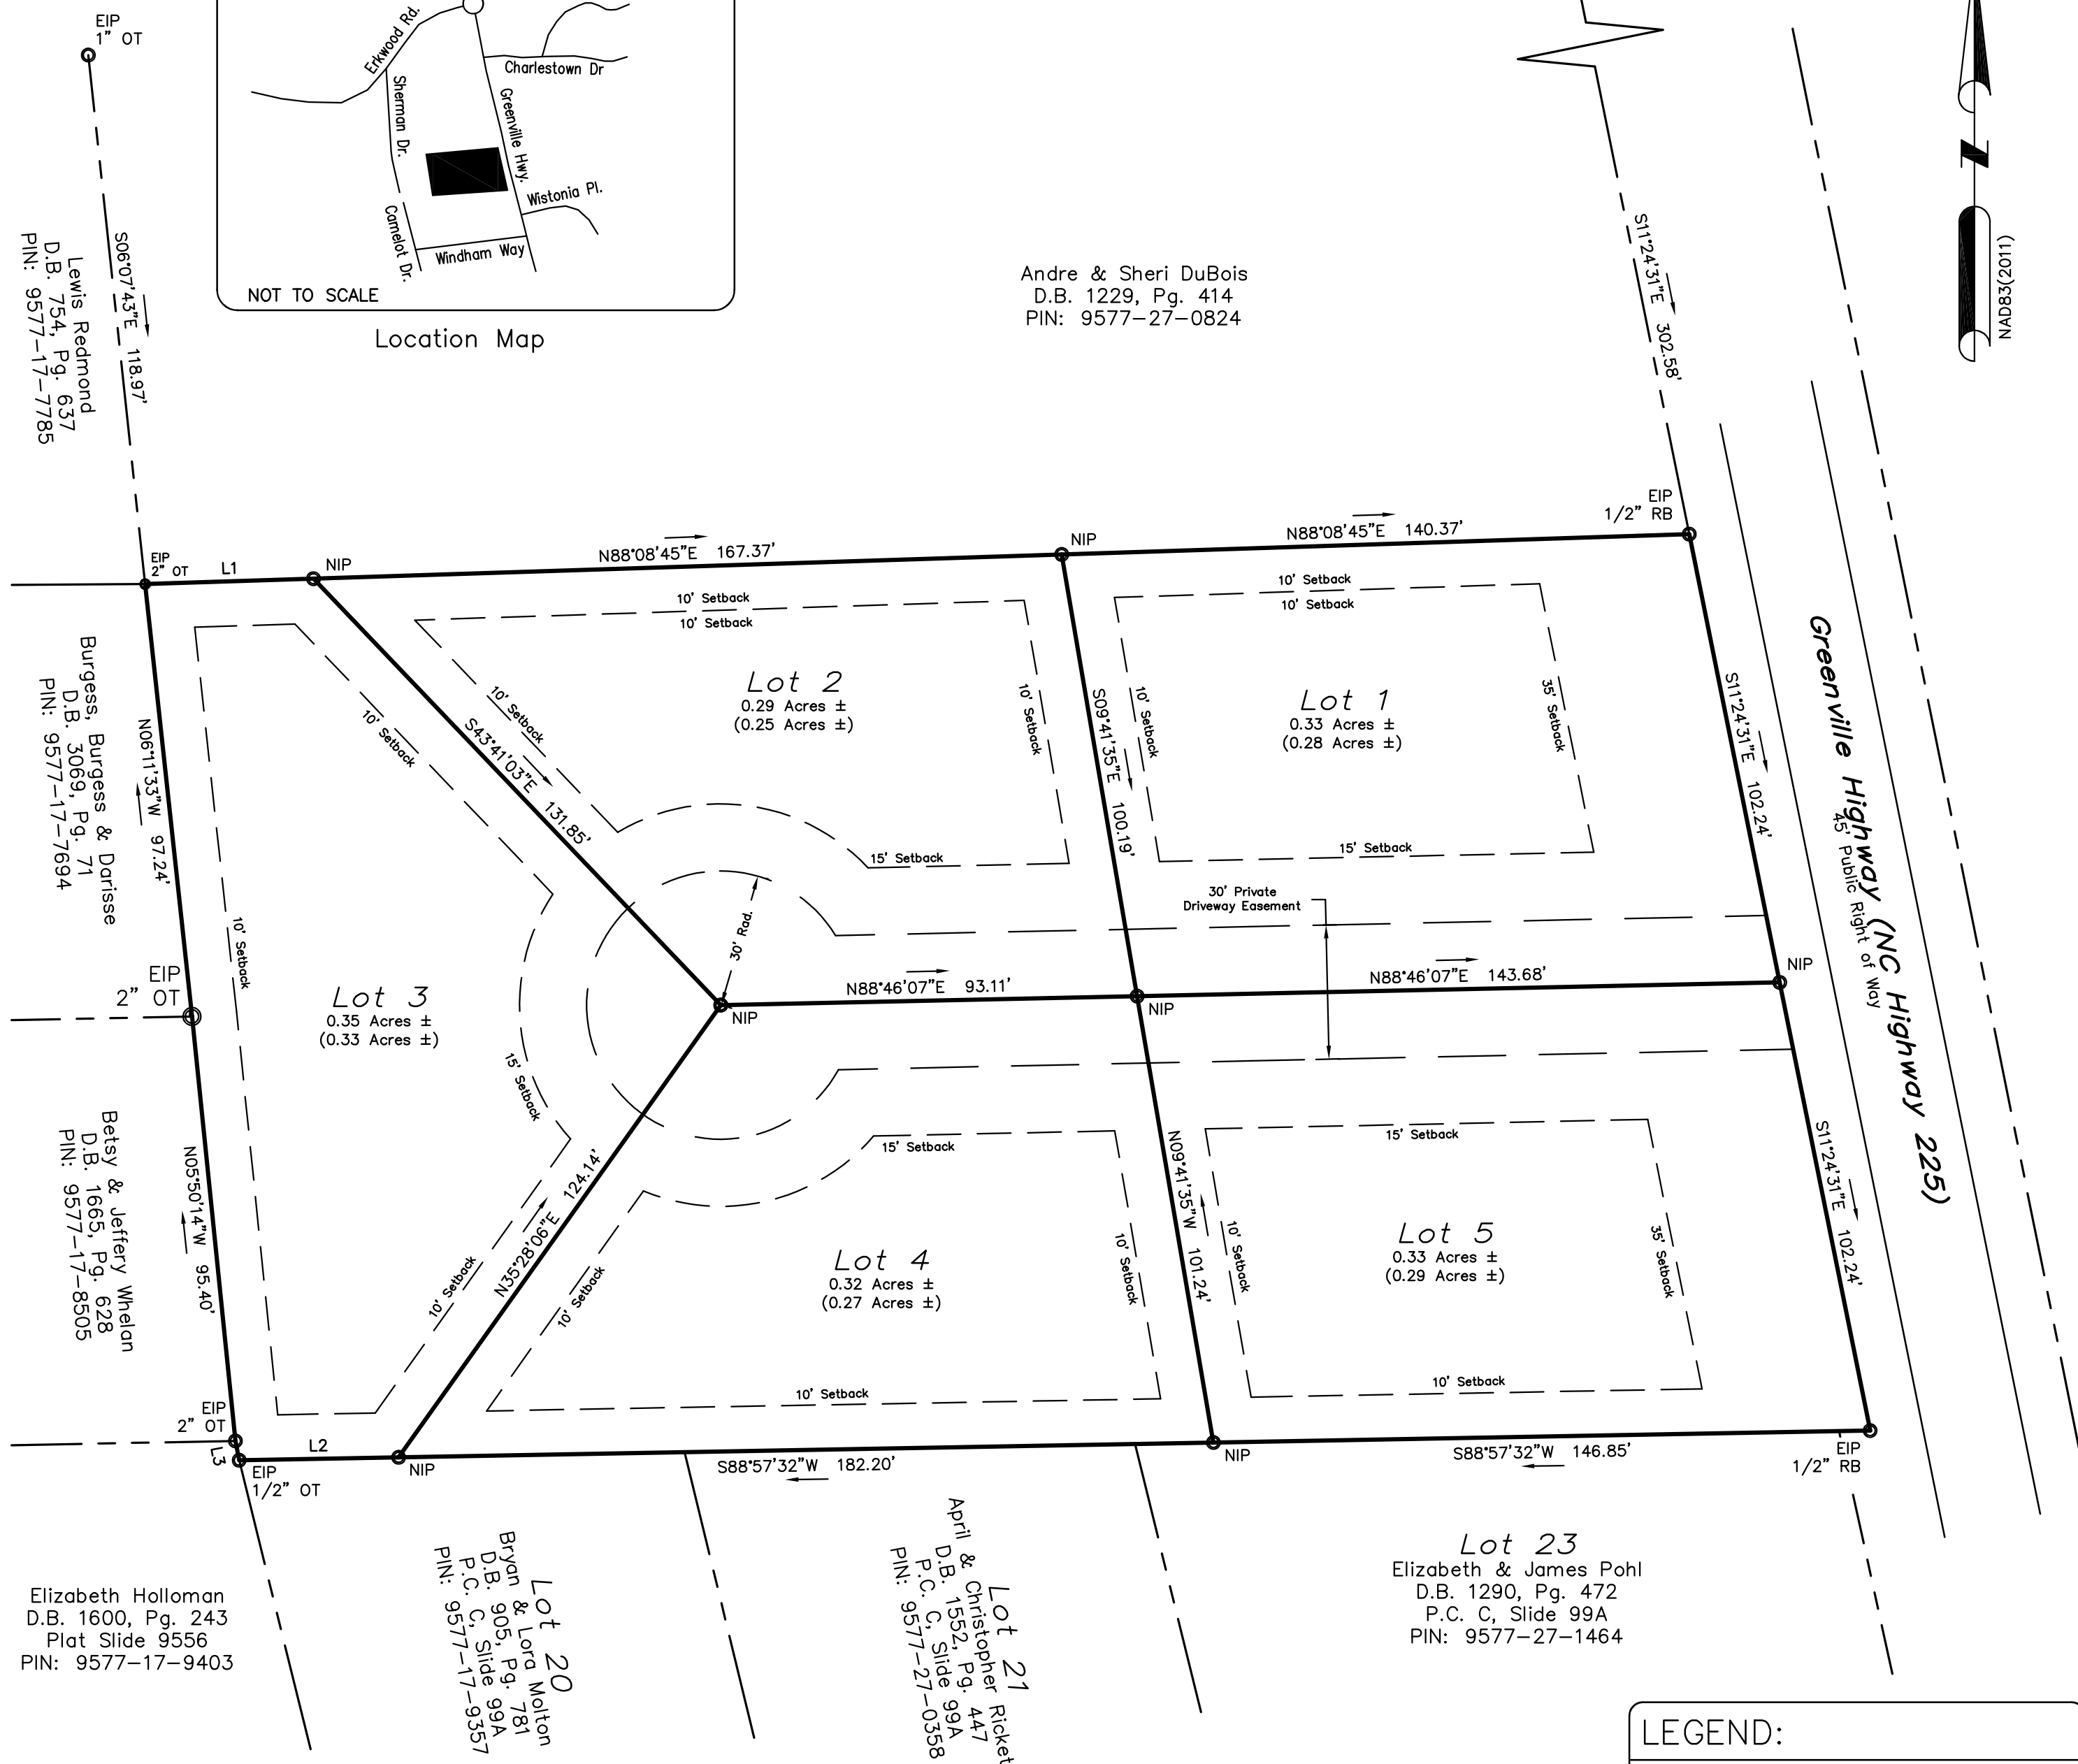 EIP
1" OT
Erkwood Rd.
Sherman Dr.
Charlestown Dr
Greenville Hwy.
Wistonia Pl.
Camelot Dr.
Windham Way
NOT TO SCALE
Location Map
Lewis Redmond
D.B. 754, Pg. 637
PIN: 9577-17-7785
S06°07'43"E 118.97'
Andre & Sheri DuBois
D.B. 1229, Pg. 414
PIN: 9577-27-0824
S11°24'31"E 302.58'
N
NAD83(2011)
EIP
1/2" RB
EIP
2" OT
L1
NIP
N88°08'45"E 167.37'
NIP
N88°08'45"E 140.37'
10' Setback
10' Setback
10' Setback
10' Setback
Lot 2
0.29 Acres ±
(0.25 Acres ±)
10' Setback
10' Setback
15' Setback
Lot 1
0.33 Acres ±
(0.28 Acres ±)
10' Setback
35' Setback
15' Setback
S43°41'03"E 131.85'
S09°41'35"E 100.19'
S11°24'31"E 102.24'
Greenville Highway (NC Highway 225)
45' Public Right of Way
Burgess, Burgess & Darisse
D.B. 3069, Pg. 71
PIN: 9577-17-7694
N06°11'33"W 97.24'
EIP
2" OT
10' Setback
10' Setback
Lot 3
0.35 Acres ±
(0.33 Acres ±)
15' Setback
10' Setback
30' Rad.
30' Private
Driveway Easement
N88°46'07"E 93.11'
NIP
NIP
N88°46'07"E 143.68'
NIP
Betsy & Jeffery Whelan
D.B. 1665, Pg. 628
PIN: 9577-17-8505
N05°50'14"W 95.40'
N35°28'06"E 124.14'
15' Setback
Lot 4
0.32 Acres ±
(0.27 Acres ±)
10' Setback
10' Setback
10' Setback
N09°41'35"W 101.24'
15' Setback
Lot 5
0.33 Acres ±
(0.29 Acres ±)
10' Setback
35' Setback
10' Setback
S11°24'31"E 102.24'
EIP
2" OT
L3
L2
EIP
1/2" OT
NIP
S88°57'32"W 182.20'
NIP
S88°57'32"W 146.85'
EIP
1/2" RB
Elizabeth Holloman
D.B. 1600, Pg. 243
Plat Slide 9556
PIN: 9577-17-9403
Lot 20
Bryan & Lora Molton
D.B. 905, Pg. 781
P.C. C, Slide 99A
PIN: 9577-17-9357
Lot 21
April & Christopher Ricket
D.B. 1552, Pg. 447
P.C. C, Slide 99A
PIN: 9577-27-0358
Lot 23
Elizabeth & James Pohl
D.B. 1290, Pg. 472
P.C. C, Slide 99A
PIN: 9577-27-1464
LEGEND: